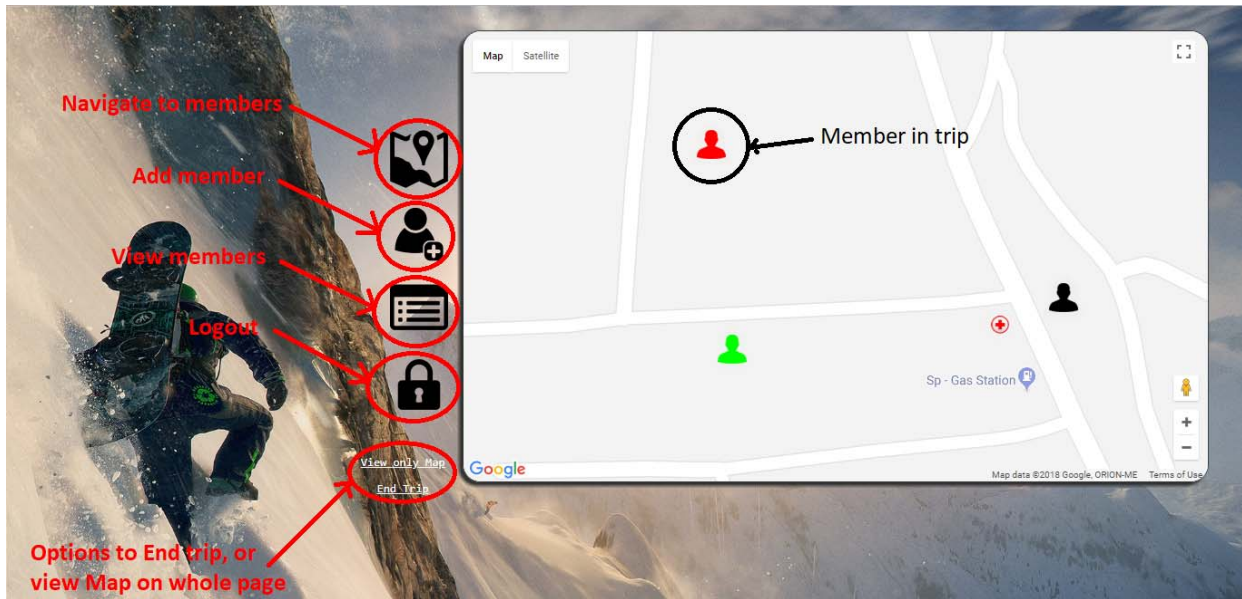 Navigate to members
Add member
View members
Logout
View only Map
End Trip
Options to End trip, or
view Map on whole page
Map Satellite
Member in trip
Sp - Gas Station
Google
Map data ©2018 Google, ORION-ME Terms of Use